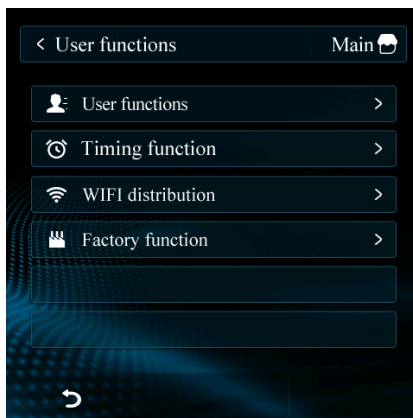 User functions Main
User functions
Timing function
WIFI distribution
Factory function